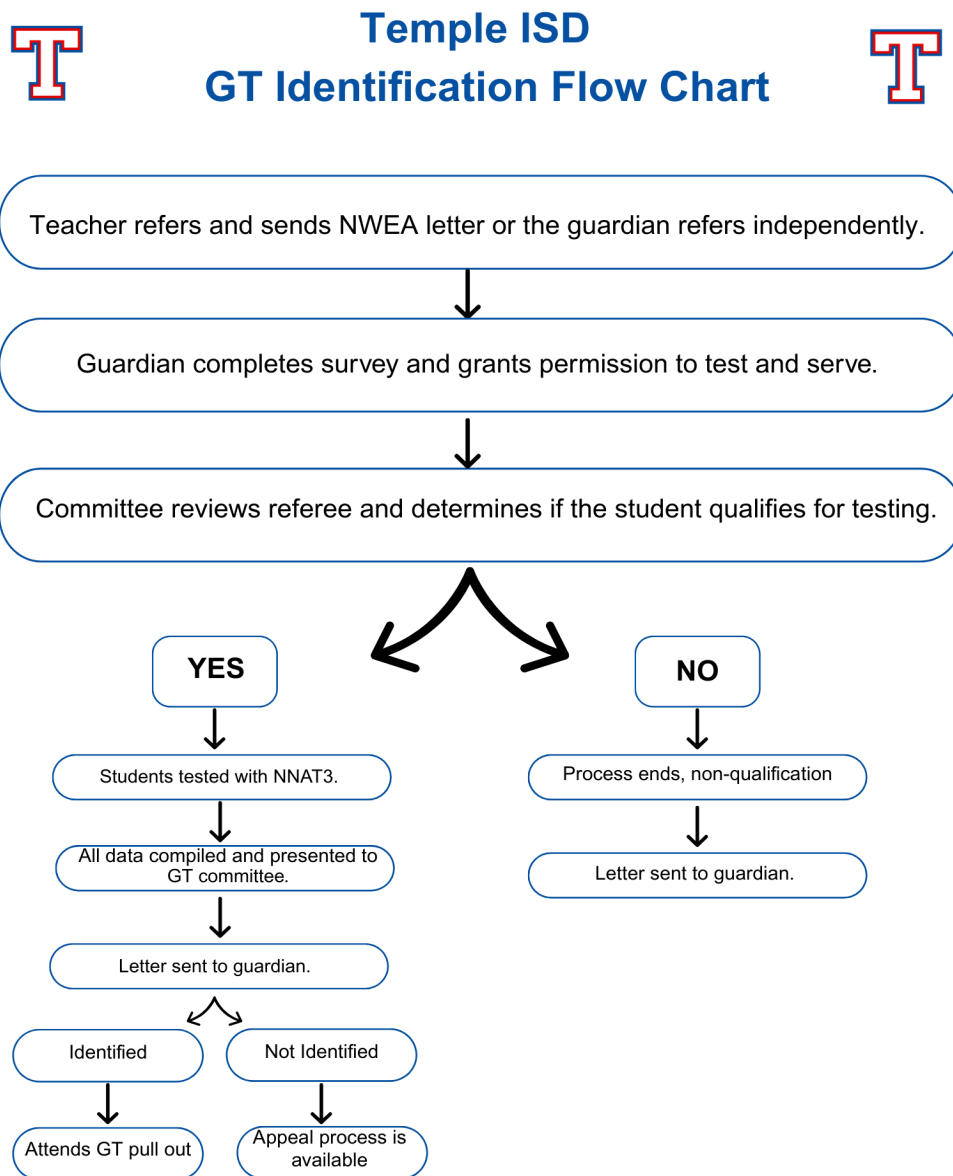 T
Temple ISD
T
GT Identification Flow Chart
Teacher refers and sends NWEA letter or the guardian refers independently.
Guardian completes survey and grants permission to test and serve.
Committee reviews referee and determines if the student qualifies for testing.
YES
NO
Students tested with NNAT3.
Process ends, non-qualification
All data compiled and presented to
GT committee.
Letter sent to guardian.
Letter sent to guardian.
Identified
Not Identified
Attends GT pull out
Appeal process is
available